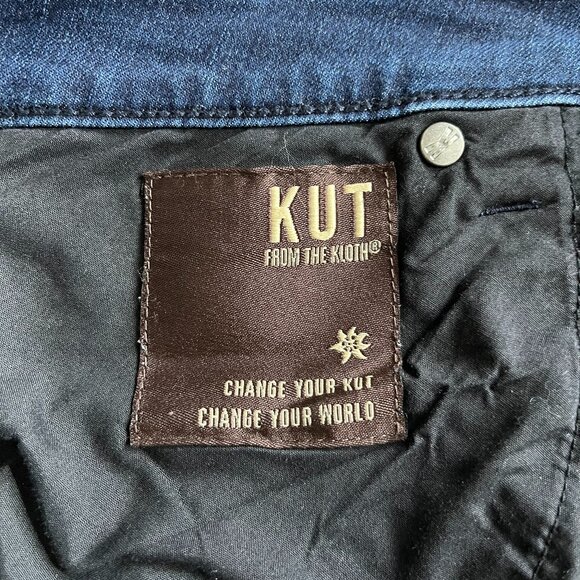 KUT
FROM THE KLOTH®
CHANGE YOUR KUT
CHANGE YOUR WORLD